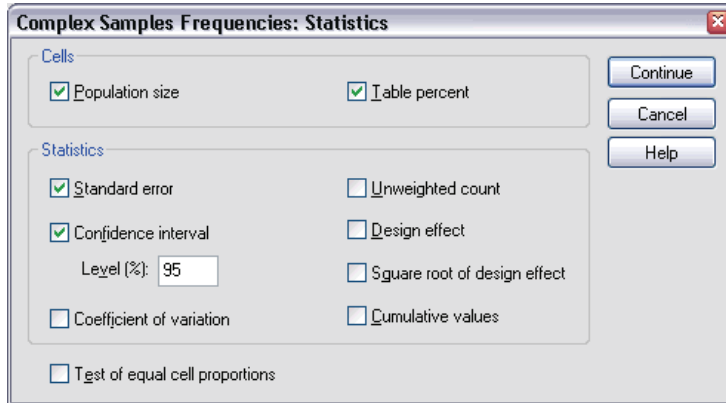 Complex Samples Frequencies: Statistics
Cells
Population size
Table percent
Continue
Cancel
Help
Statistics
Standard error
Unweighted count
Confidence interval
Design effect
Level (%): 95
Square root of design effect
Coefficient of variation
Cumulative values
Test of equal cell proportions